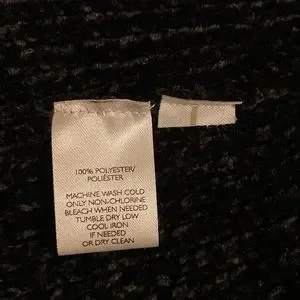 100% POLYESTER/
POLIÉSTER
MACHINE WASH COLD
ONLY NON-CHLORINE
BLEACH WHEN NEEDED
TUMBLE DRY LOW
COOL IRON
IF NEEDED
OR DRY CLEAN